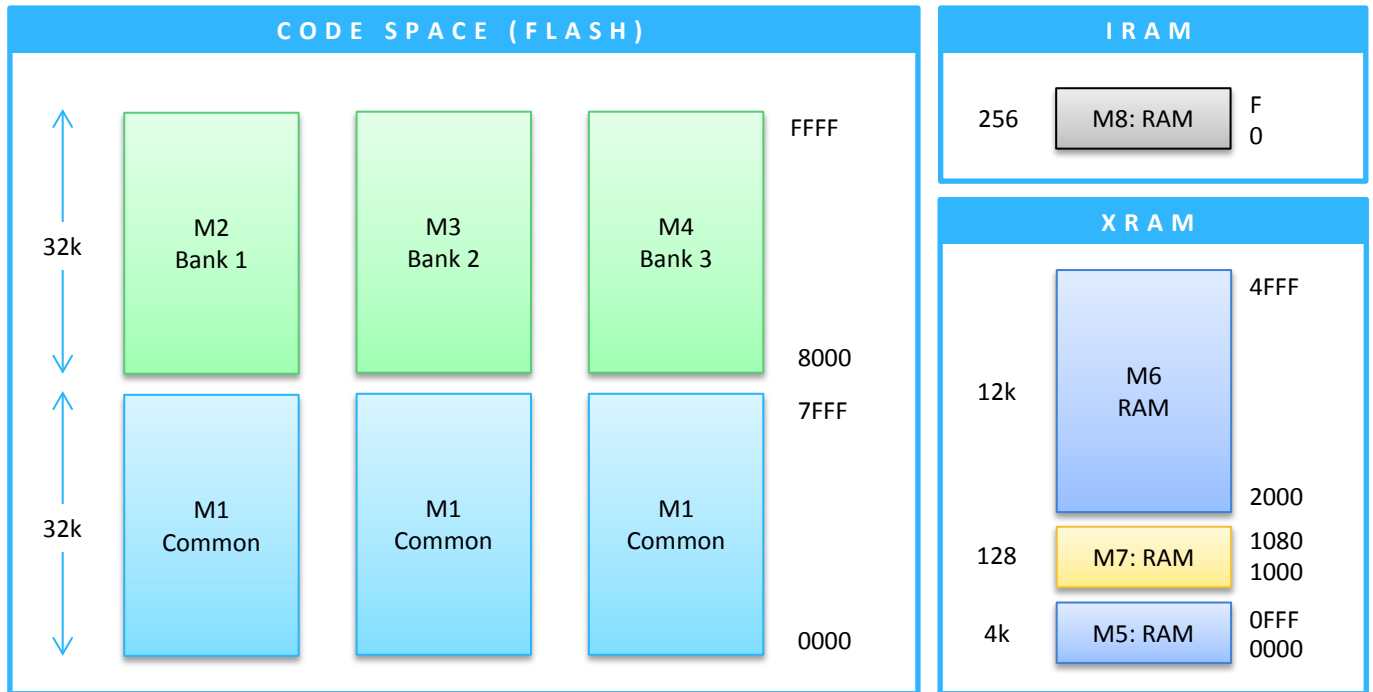 CODE SPACE (FLASH)
32k
M2
Bank 1
M3
Bank 2
M4
Bank 3
FFFF
8000
32k
M1
Common
M1
Common
M1
Common
7FFF
0000
IRAM
256
M8: RAM
F
0
XRAM
12k
M6
RAM
4FFF
2000
128
M7: RAM
1080
1000
4k
M5: RAM
0FFF
0000